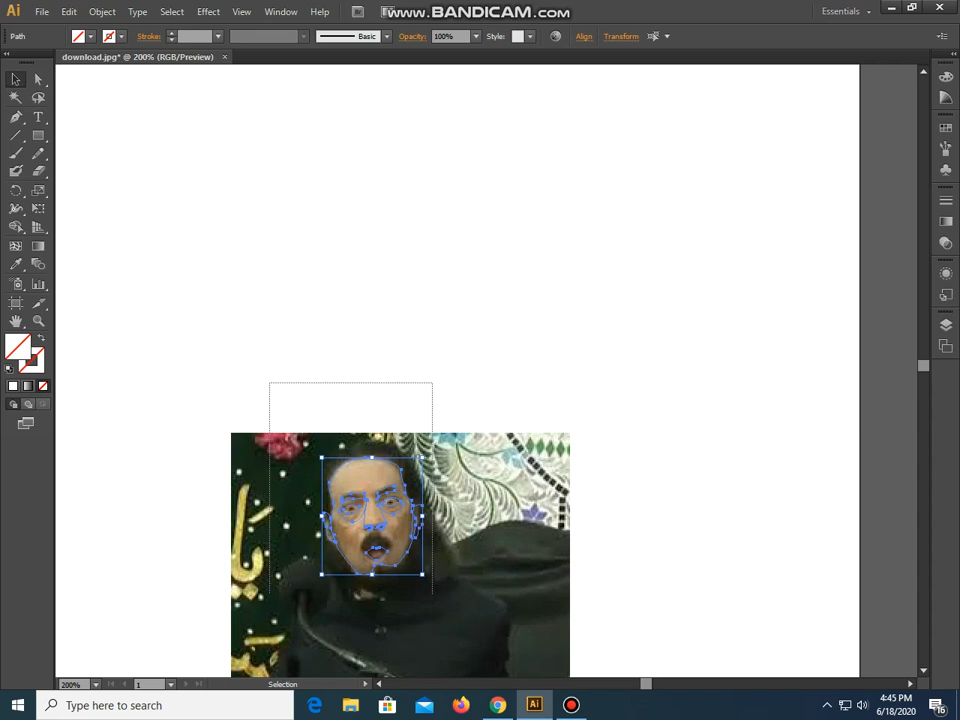 Ai File Edit Object Type Select Effect View Window Help Br www.BANDICAM.com Essentials
Path Stroke: Basic Opacity: 100% Style: Align Transform
download.jpg* @ 200% (RGB/Preview) ×
T
يا
200% 1 Selection
Type here to search Ai 4:45 PM
6/18/2020 16